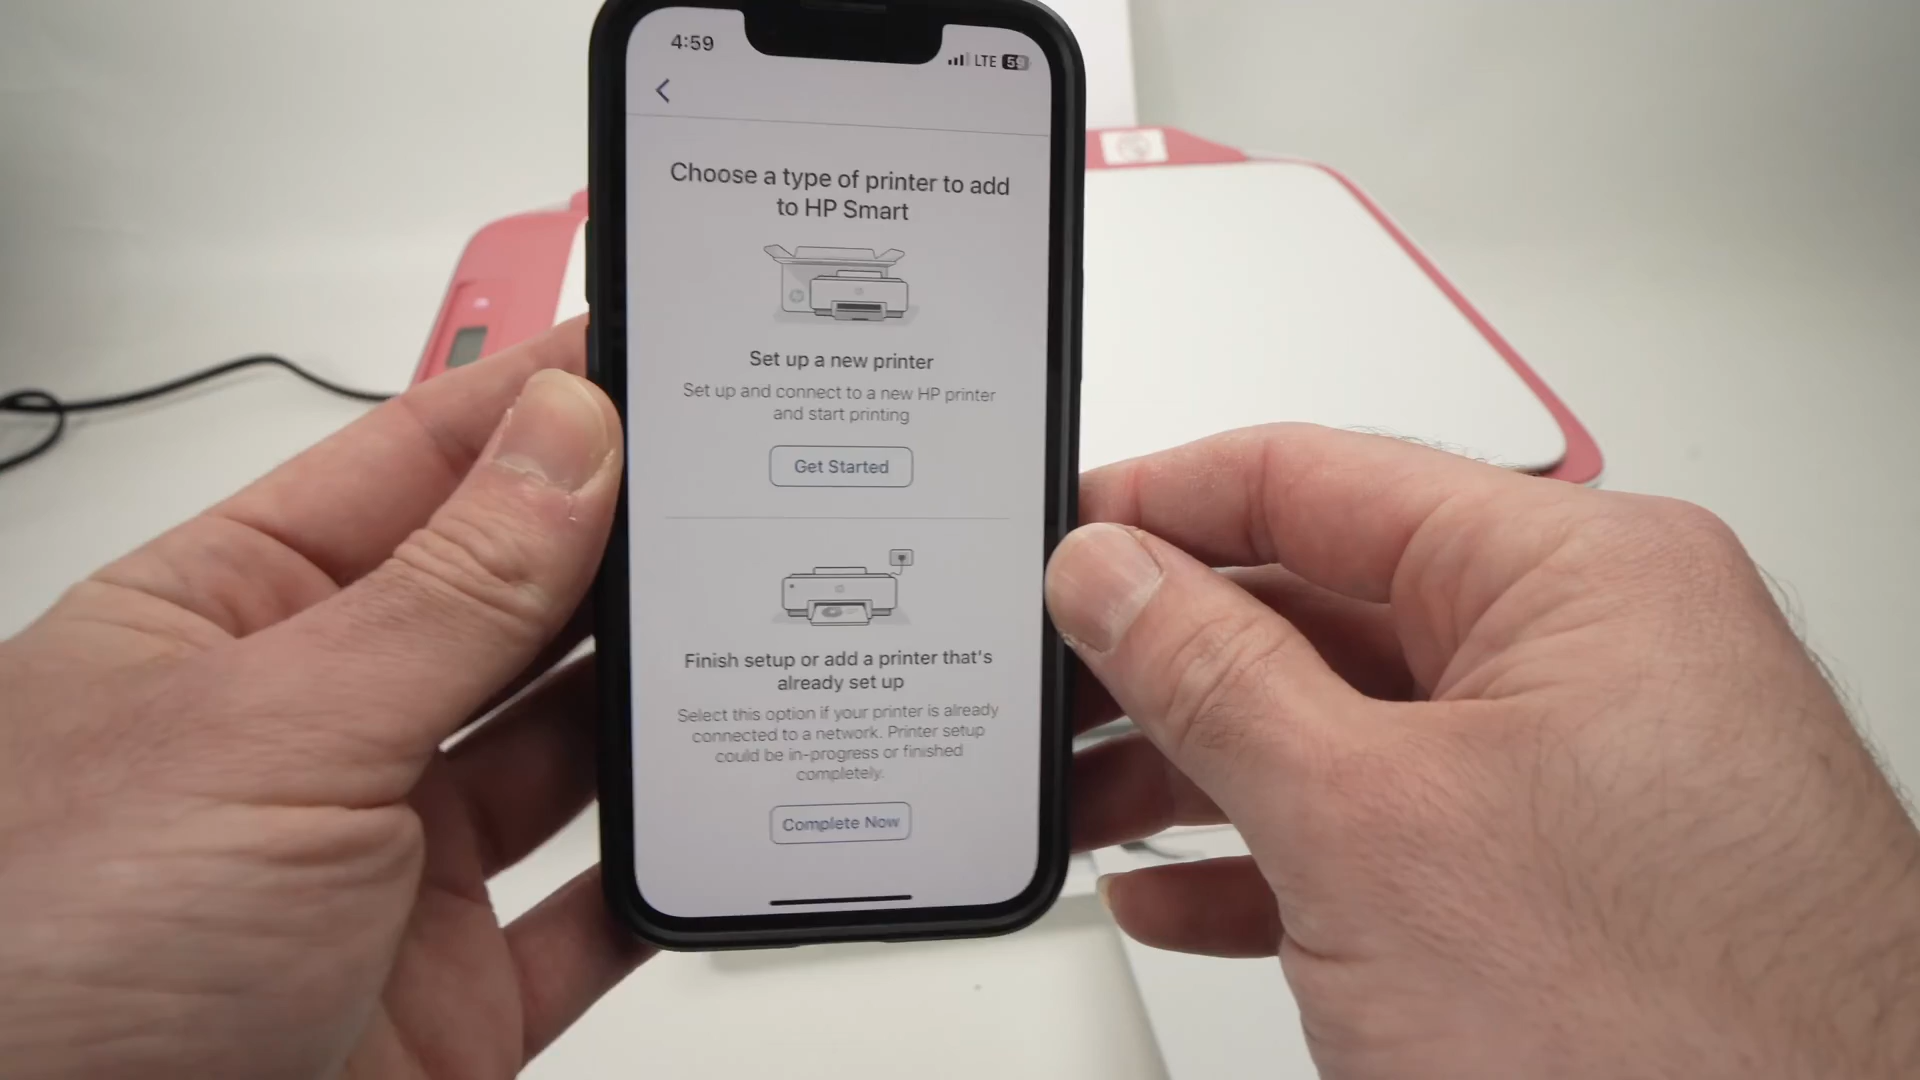 4:59
LTE 59
Choose a type of printer to add
to HP Smart
Set up a new printer
Set up and connect to a new HP printer
and start printing
Get Started
Finish setup or add a printer that's
already set up
Select this option if your printer is already
connected to a network. Printer setup
could be in-progress or finished
completely.
Complete Now